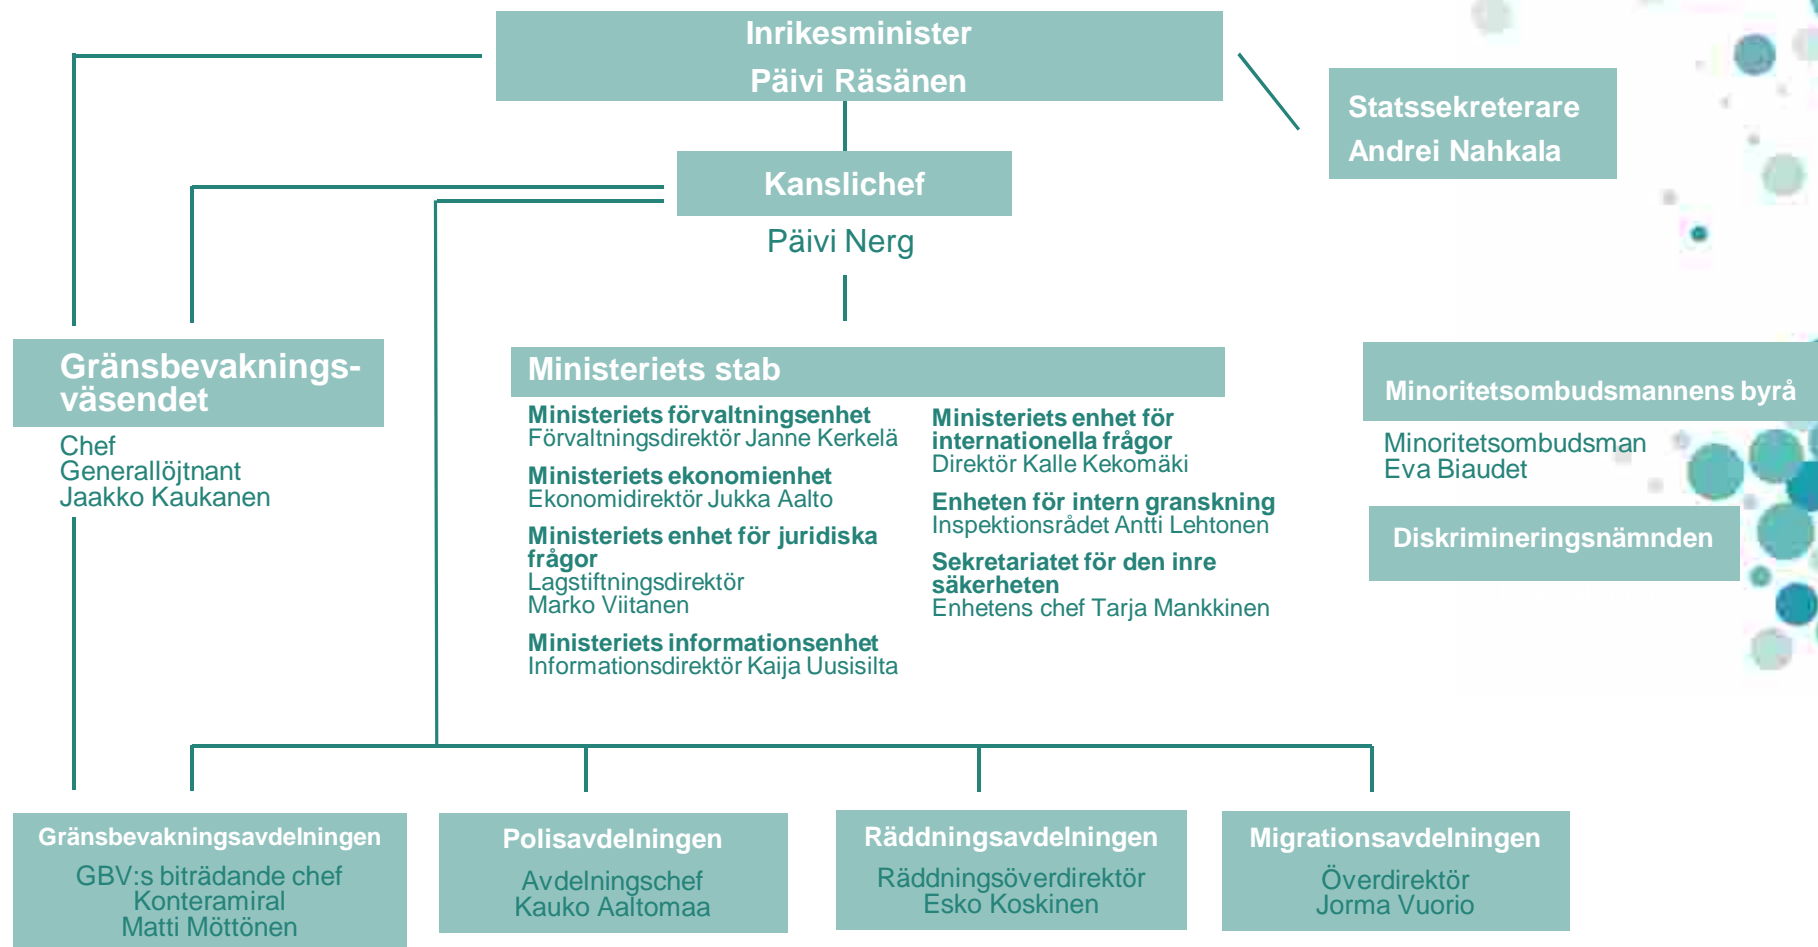 Inrikesminister
Päivi Räsänen
Statssekreterare
Andrei Nahkala
Kanslichef
Päivi Nerg
Gränsbevaknings-
väsendet
Chef
Generallöjtnant
Jaakko Kaukanen
Ministeriets stab
Ministeriets förvaltningsenhet
Förvaltningsdirektör Janne Kerkelä
Ministeriets ekonomienhet
Ekonomidirektör Jukka Aalto
Ministeriets enhet för juridiska
frågor
Lagstiftningsdirektör
Marko Viitanen
Ministeriets informationsenhet
Informationsdirektör Kaija Uusisilta
Ministeriets enhet för
internationella frågor
Direktör Kalle Kekomäki
Enheten för intern granskning
Inspektionsrådet Antti Lehtonen
Sekretariatet för den inre
säkerheten
Enhetens chef Tarja Mankkinen
Minoritetsombudsmannens byrå
Minoritetsombudsman
Eva Biaudet
Diskrimineringsnämnden
Gränsbevakningsavdelningen
GBV:s biträdande chef
Konteramiral
Matti Möttönen
Polisavdelningen
Avdelningschef
Kauko Aaltomaa
Räddningsavdelningen
Räddningsöverdirektör
Esko Koskinen
Migrationsavdelningen
Överdirektör
Jorma Vuorio